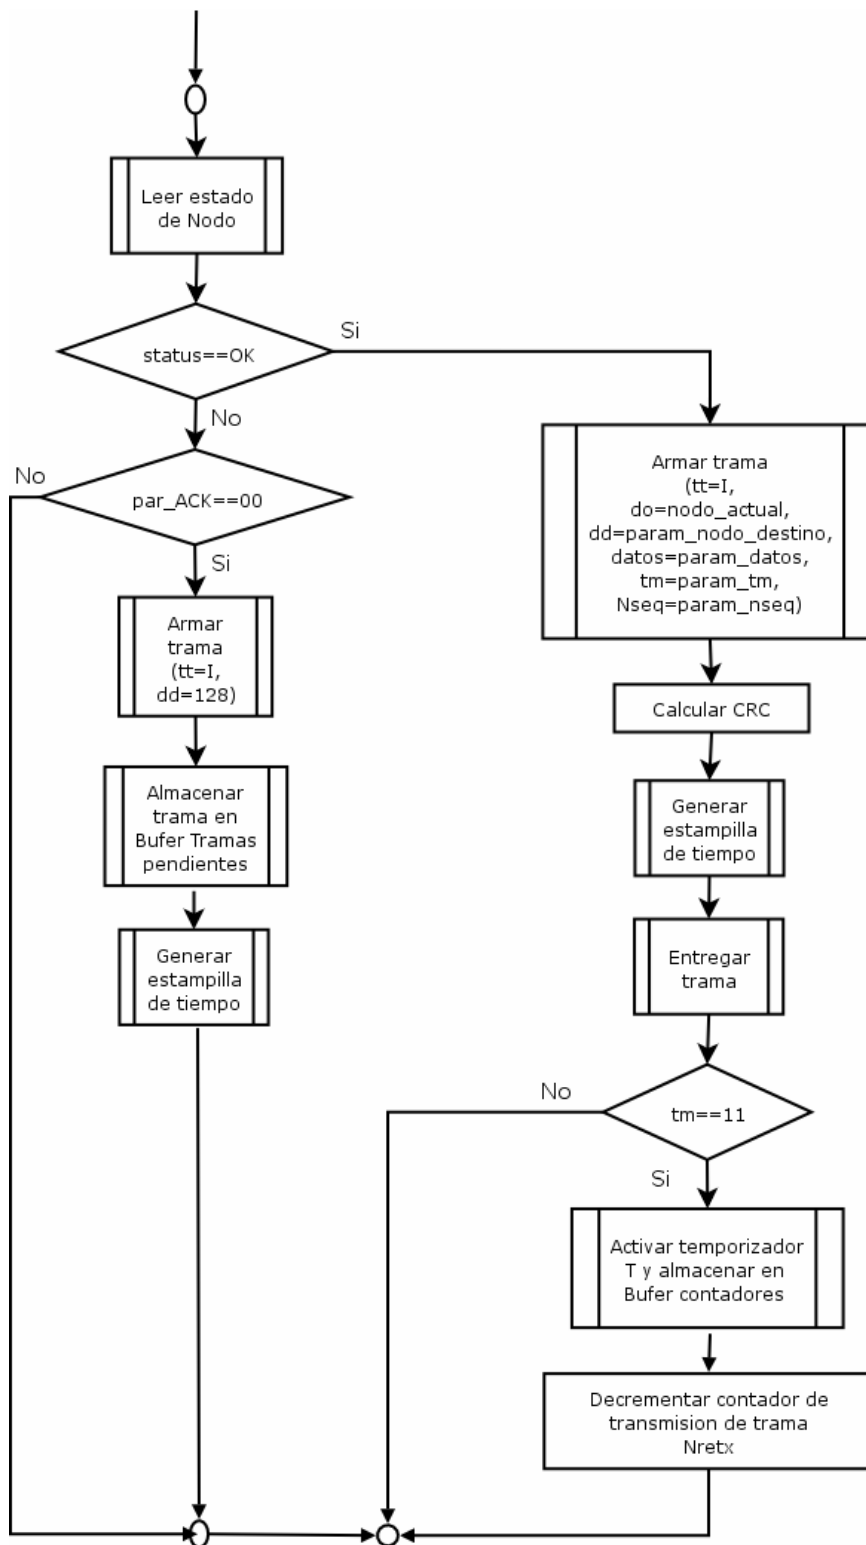 Leer estado
de Nodo
status==OK
Si
No
No
par_ACK==00
Si
Armar
trama
(tt=I,
dd=128)
Almacenar
trama en
Bufer Tramas
pendientes
Generar
estampilla
de tiempo
Armar trama
(tt=I,
do=nodo_actual,
dd=param_nodo_destino,
datos=param_datos,
tm=param_tm,
Nseq=param_nseq)
Calcular CRC
Generar
estampilla
de tiempo
Entregar
trama
No
tm==11
Si
Activar temporizador
T y almacenar en
Bufer contadores
Decrementar contador de
transmision de trama
Nretx